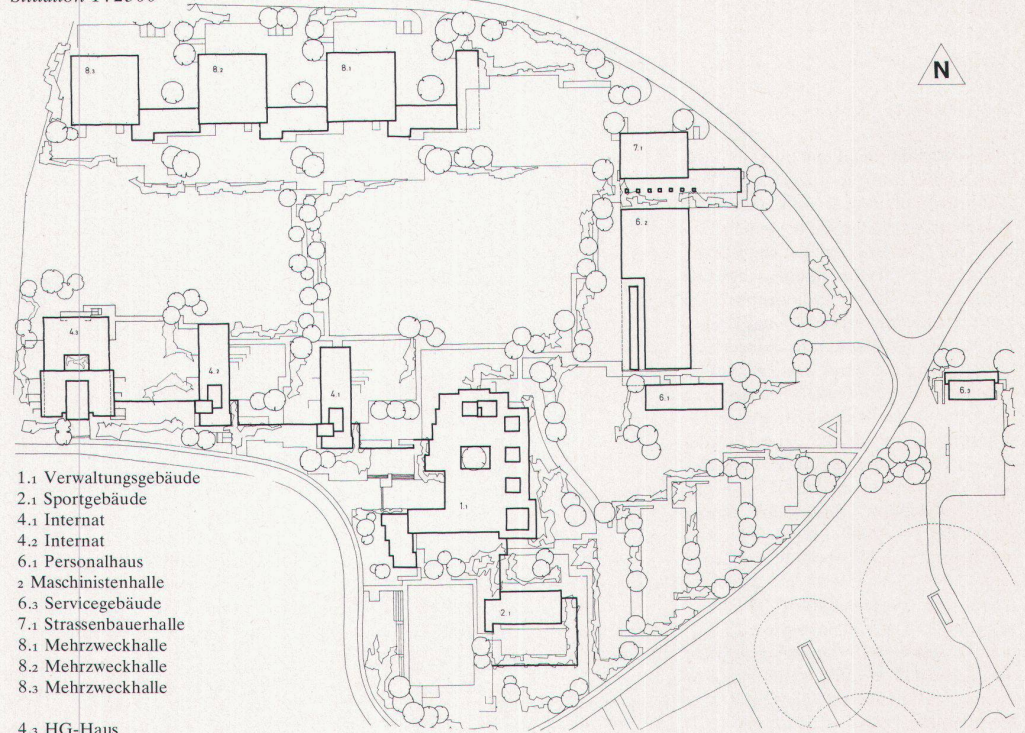 Situation 1:2500
N
8.3
8.2
8.1
7.1
6.2
4.3
4.2
4.1
6.1
6.3
1.1
2.1
1.1 Verwaltungsgebäude
2.1 Sportgebäude
4.1 Internat
4.2 Internat
6.1 Personalhaus
2 Maschinistenhalle
6.3 Servicegebäude
7.1 Strassenbauerhalle
8.1 Mehrzweckhalle
8.2 Mehrzweckhalle
8.3 Mehrzweckhalle
4.3 HG-Haus